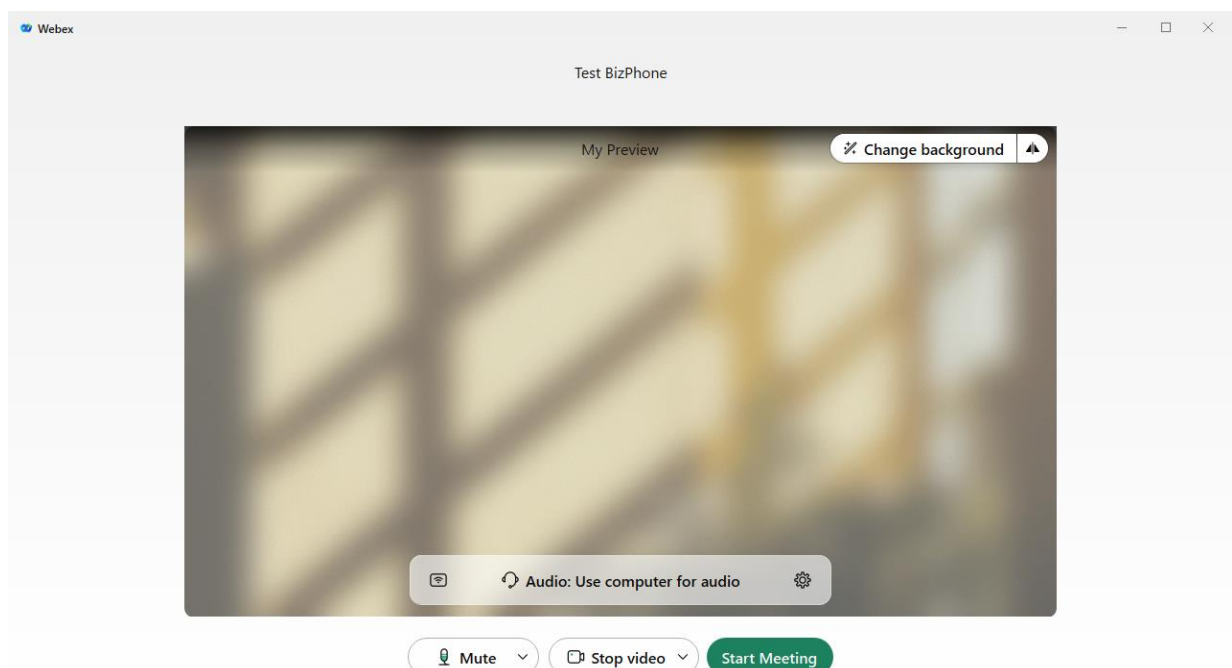 Webex
Test BizPhone
My Preview
Change background
Audio: Use computer for audio
Mute
Stop video
Start Meeting